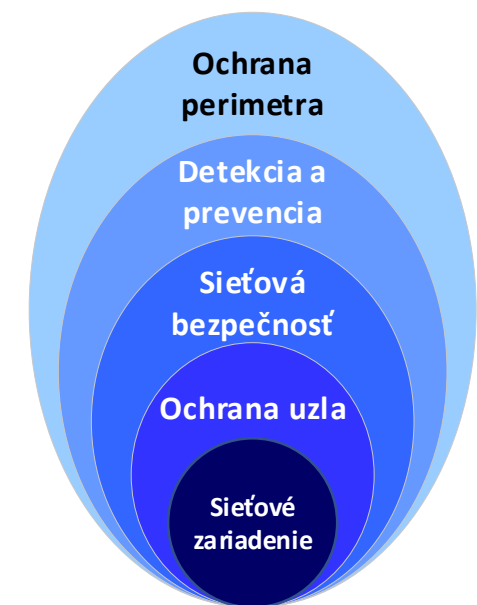 Ochrana
perimetra
Detekcia a
prevencia
Sieťová
bezpečnosť
Ochrana uzla
Sieťové
zariadenie